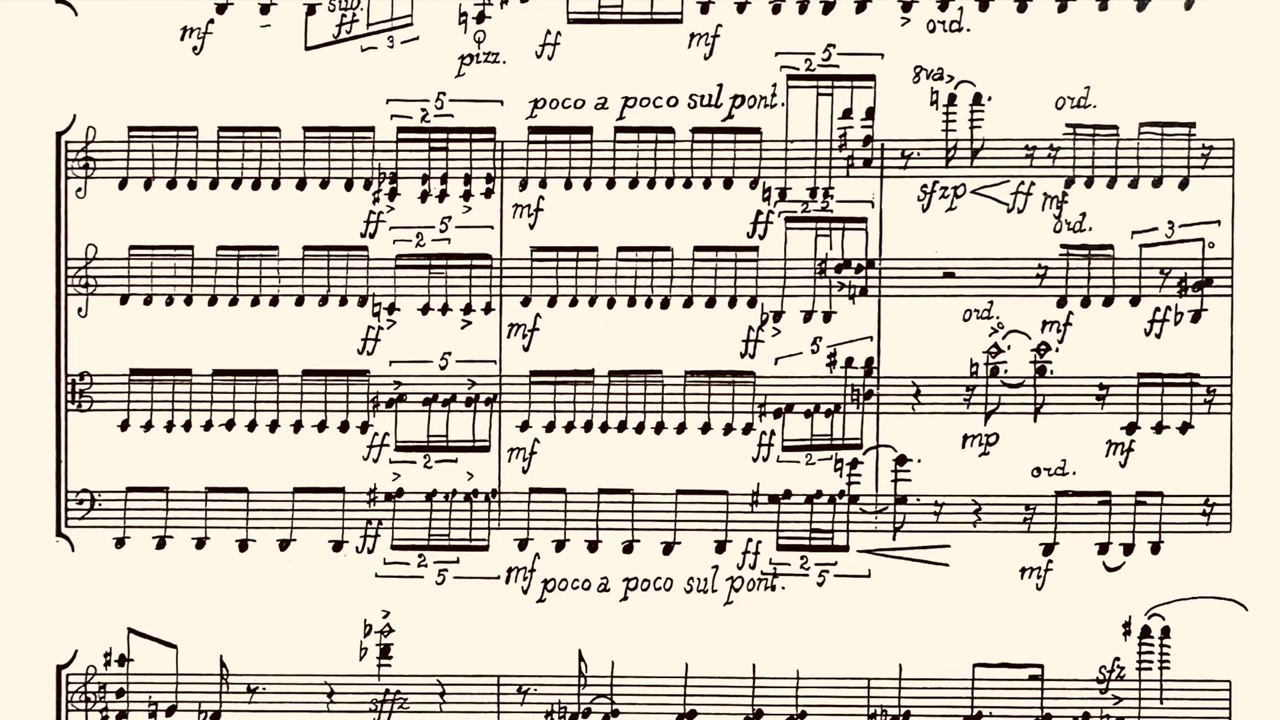 sub.
mf ff 3 pizz. ff mf ord.
5 2 poco a poco sul pont. 5 2 8va ord.
ff mf ff sfzp ff mf
5 2 2 5 ord. 3
ff mf ff mf ff
5 5 ord.
ff 2 mf ff 2 mp mf
ord.
ff 2 5 mf poco a poco sul pont. ff 2 5 mf
sffz sfz